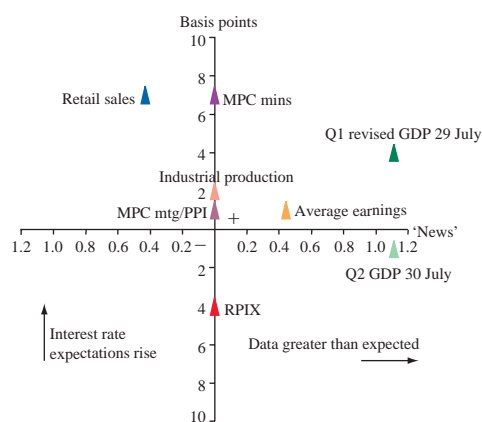 Basis points
10
8
Retail sales
MPC mins
6
Q1 revised GDP 29 July
4
Industrial production
2
MPC mtg/PPI
+
Average earnings
'News'
1.2 1.0 0.8 0.6 0.4 0.2 – 0.2 0.4 0.6 0.8 1.0 1.2
2
Q2 GDP 30 July
4
RPIX
Interest rate
expectations rise
Data greater than expected
6
8
10